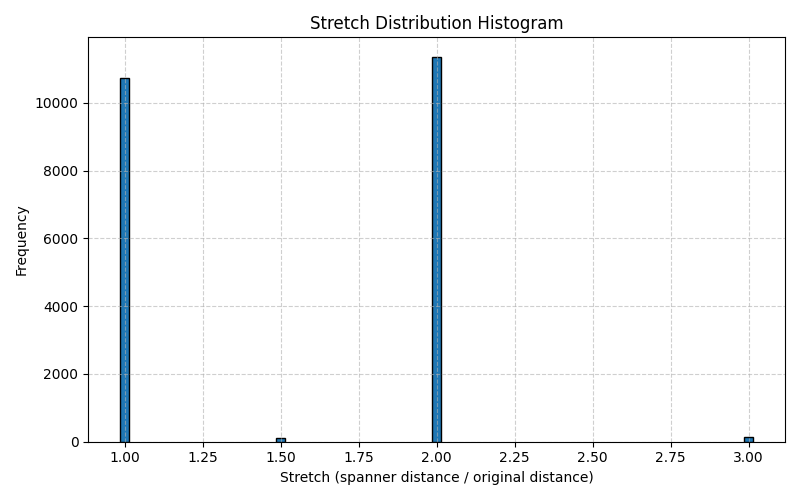 Stretch Distribution Histogram
Frequency
10000
8000
6000
4000
2000
0
1.00 1.25 1.50 1.75 2.00 2.25 2.50 2.75 3.00
Stretch (spanner distance / original distance)